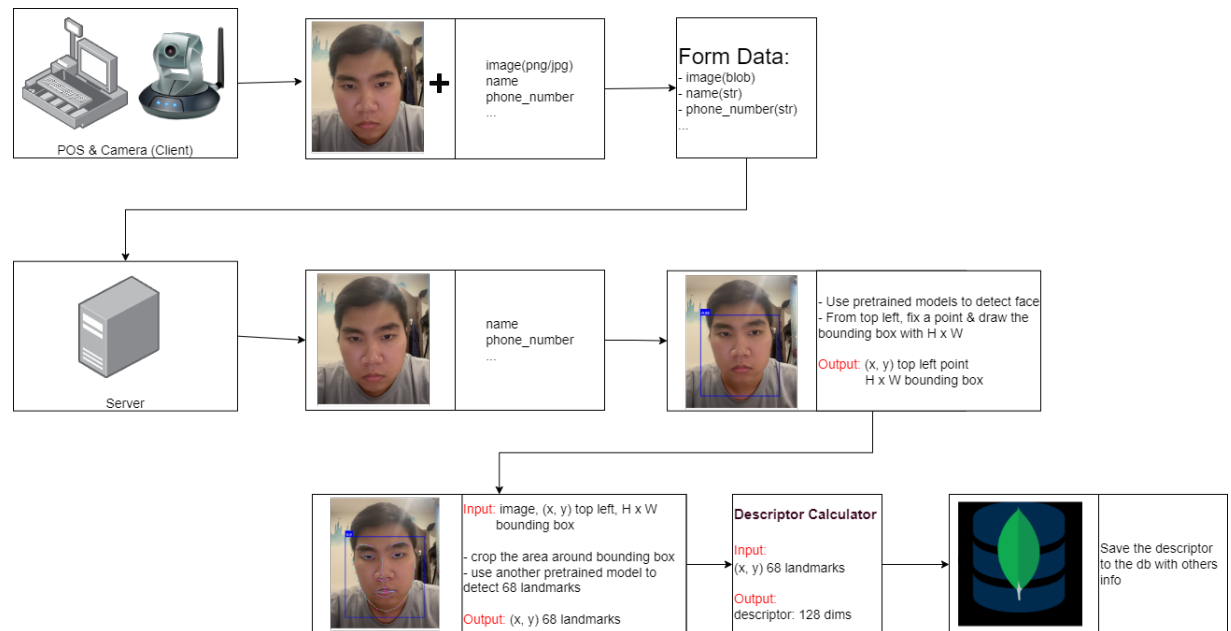 POS & Camera (Client)
+
image(png/jpg)
name
phone_number
...
Form Data:
- image(blob)
- name(str)
- phone_number(str)
...
Server
name
phone_number
...
- Use pretrained models to detect face
- From top left, fix a point & draw the
bounding box with H x W
Output: (x, y) top left point
H x W bounding box
Input: image, (x, y) top left, H x W
bounding box
- crop the area around bounding box
- use another pretrained model to
detect 68 landmarks
Output: (x, y) 68 landmarks
Descriptor Calculator
Input:
(x, y) 68 landmarks
Output:
descriptor: 128 dims
Save the descriptor
to the db with others
info